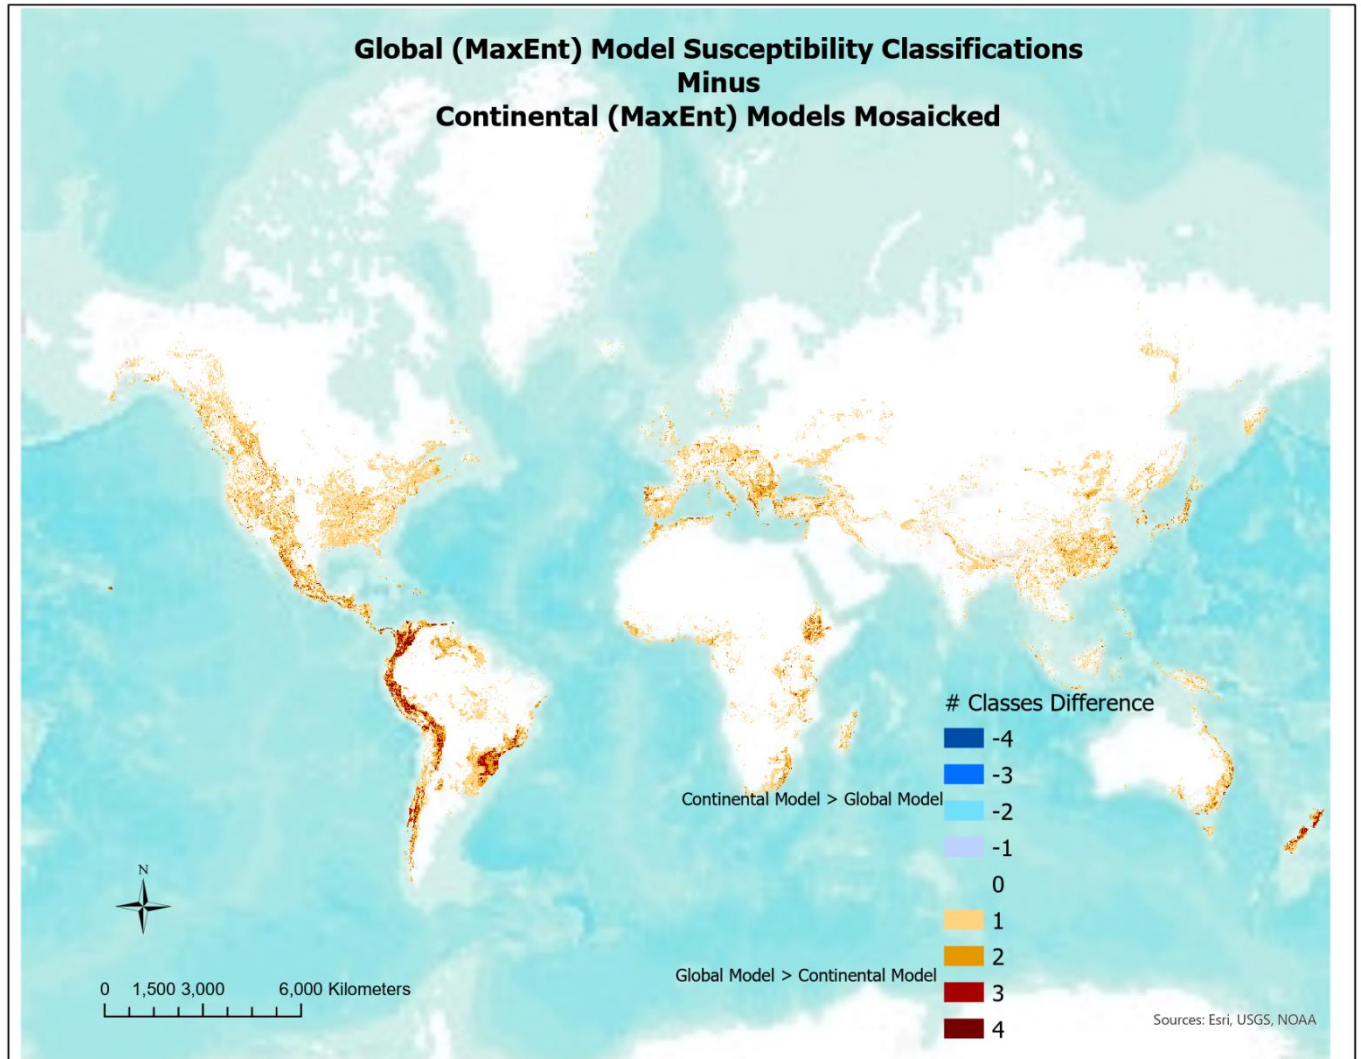 Global (MaxEnt) Model Susceptibility Classifications
Minus
Continental (MaxEnt) Models Mosaicked
# Classes Difference
-4
-3
Continental Model > Global Model
-2
-1
0
1
2
Global Model > Continental Model
3
4
N
0 1,500 3,000 6,000 Kilometers
Sources: Esri, USGS, NOAA